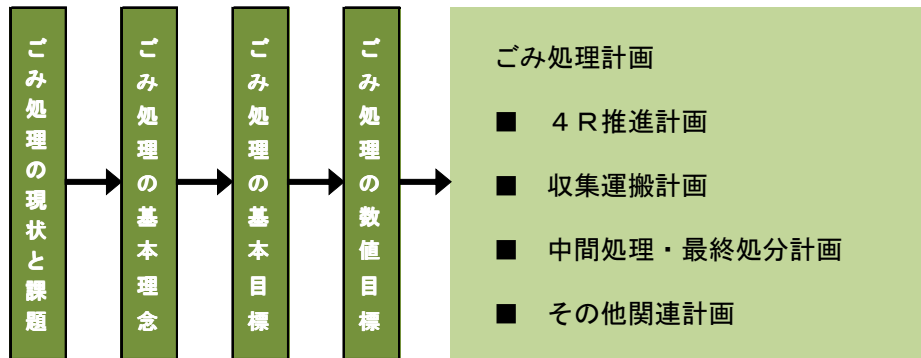 ごみ処理の現状と課題
ごみ処理の基本理念
ごみ処理の基本目標
ごみ処理の数値目標
ごみ処理計画
■ ４Ｒ推進計画
■ 収集運搬計画
■ 中間処理・最終処分計画
■ その他関連計画